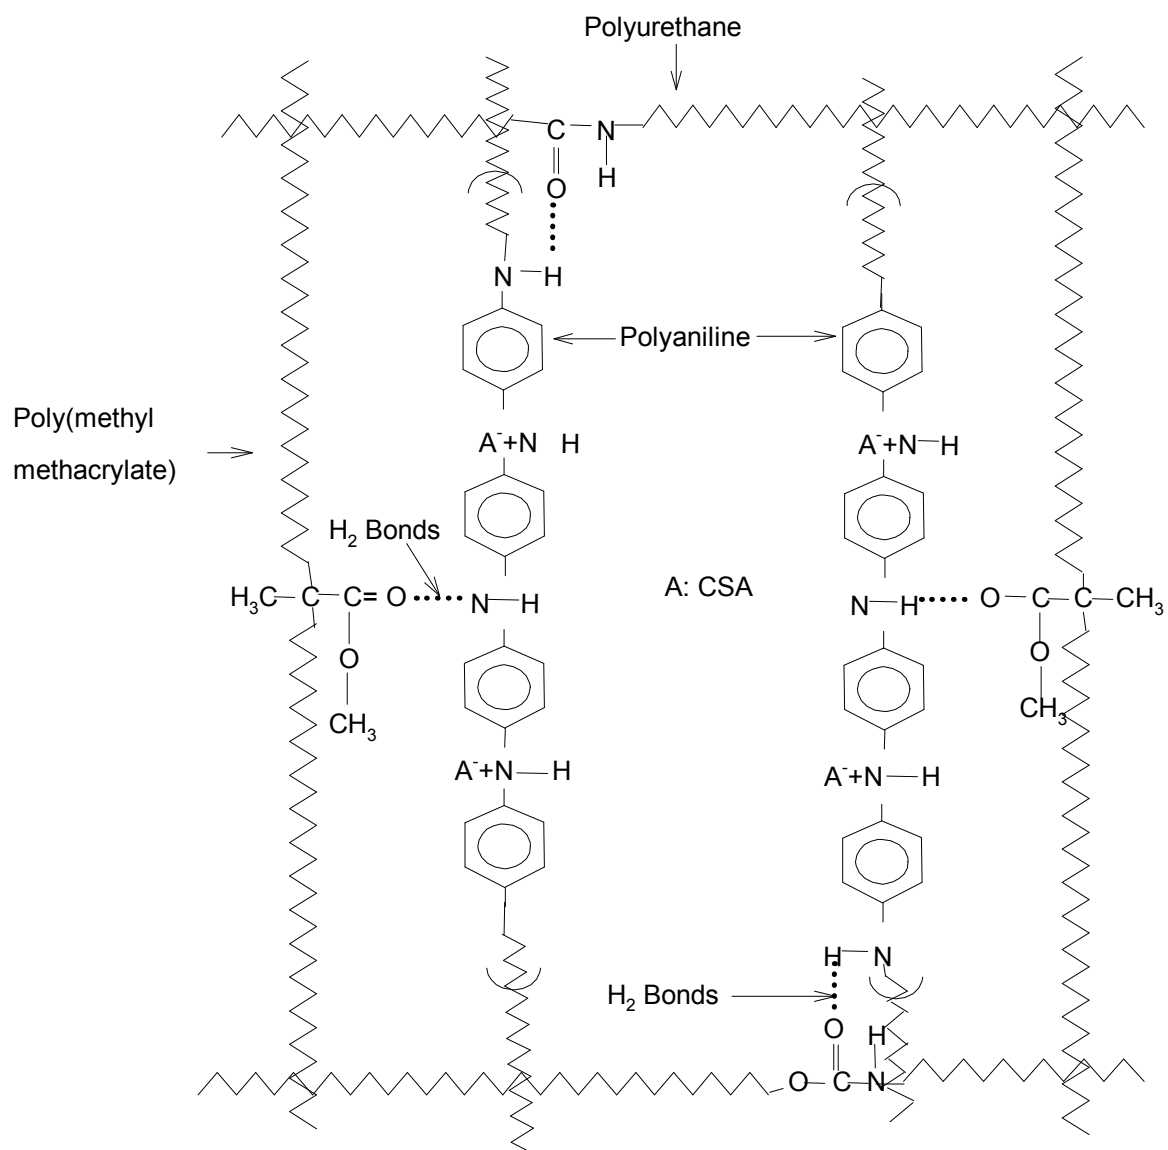 Polyurethane
C N
O H
N H
Polyaniline
Poly(methyl
methacrylate)
A⁻+N H
A⁻+N H
H₂ Bonds
A: CSA
H₃C C C= O N H
N H O C C CH₃
O
O
CH₃
CH₃
A⁻+N H
A⁻+N H
H N
H₂ Bonds
O H
O C N